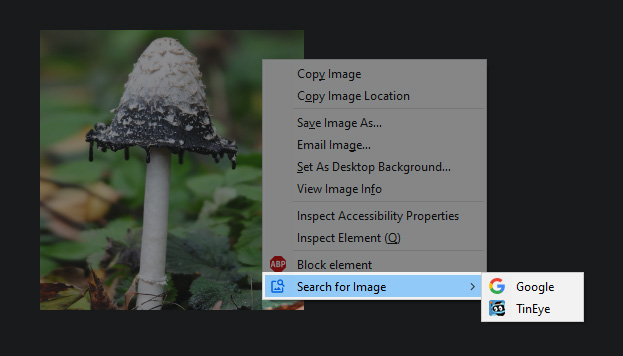 Copy Image
Copy Image Location
Save Image As...
Email Image...
Set As Desktop Background...
View Image Info
Inspect Accessibility Properties
Inspect Element (Q)
ABP Block element
Search for Image
Google
TinEye